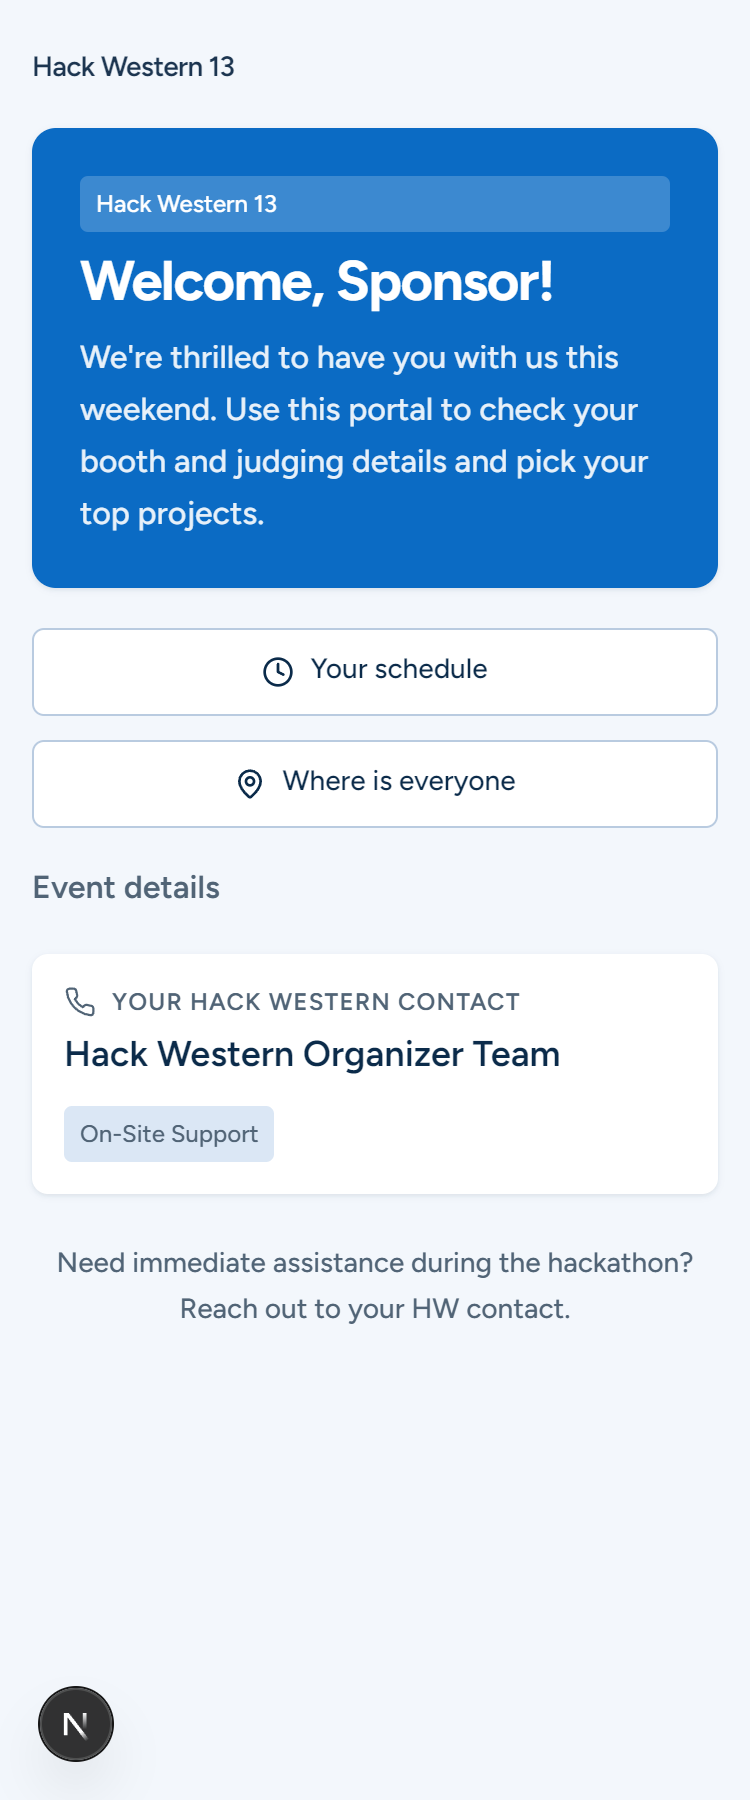 Hack Western 13
Hack Western 13
Welcome, Sponsor!
We're thrilled to have you with us this
weekend. Use this portal to check your
booth and judging details and pick your
top projects.
Your schedule
Where is everyone
Event details
YOUR HACK WESTERN CONTACT
Hack Western Organizer Team
On-Site Support
Need immediate assistance during the hackathon?
Reach out to your HW contact.
N